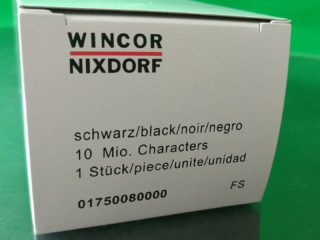 WINCOR
NIXDORF
schwarz/black/noir/negro
10 Mio. Characters
1 Stück/piece/unite/unidad
01750080000 FS